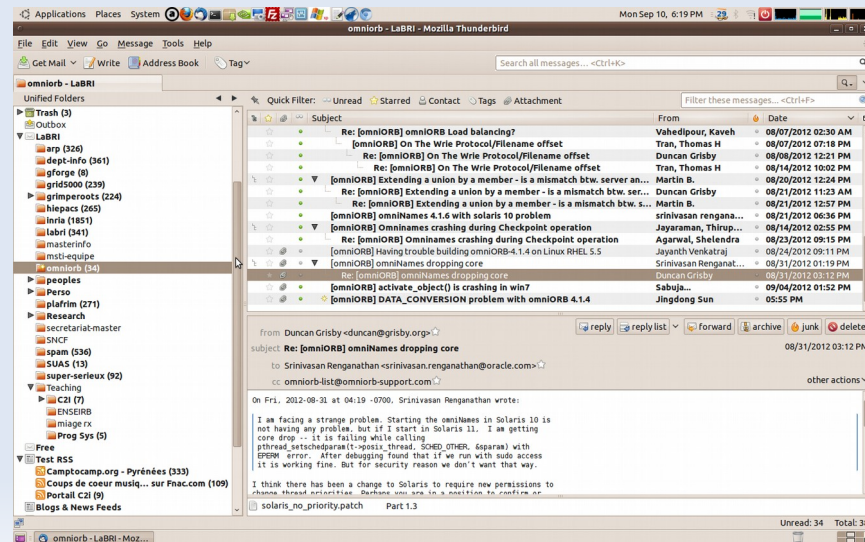 Applications Places System Mon Sep 10, 6:19 PM 29
omniorb - LaBRI - Mozilla Thunderbird
File Edit View Go Message Tools Help
Get Mail Write Address Book Tag Search all messages... <Ctrl+K>
omniorb - LaBRI
Unified Folders
Trash (3)
Outbox
LaBRI
arp (326)
dept-info (361)
gforge (8)
grid5000 (239)
grimperoots (224)
hiepacs (265)
inria (1851)
labri (341)
masterinfo
msti-equipe
omniorb (34)
peoples
Perso
plafrim (271)
Research
secretariat-master
SNCF
spam (536)
SUAS (13)
super-serieux (92)
Teaching
C2I (7)
ENSEIRB
miage rx
Prog Sys (5)
Free
Test RSS
Camptocamp.org - Pyrénées (333)
Coups de coeur musiq... sur Fnac.com (109)
Portail C2i (9)
Blogs & News Feeds
Quick Filter: Unread Starred Contact Tags Attachment Filter these messages... <Ctrl+F>
Subject From Date
Re: [omniORB] omniORB Load balancing? Vahedipour, Kaveh 08/07/2012 02:30 AM
[omniORB] On The Wrie Protocol/Filename offset Tran, Thomas H 08/07/2012 07:18 PM
Re: [omniORB] On The Wrie Protocol/Filename offset Duncan Grisby 08/08/2012 12:21 PM
Re: [omniORB] On The Wrie Protocol/Filename offset Tran, Thomas H 08/14/2012 10:02 PM
[omniORB] Extending a union by a member - is a mismatch btw. server an... Martin B. 08/20/2012 12:24 PM
Re: [omniORB] Extending a union by a member - is a mismatch btw. ser... Duncan Grisby 08/21/2012 11:23 AM
Re: [omniORB] Extending a union by a member - is a mismatch btw. s... Martin B. 08/21/2012 12:57 PM
[omniORB] omniNames 4.1.6 with solaris 10 problem srinivasan rengana... 08/21/2012 06:36 PM
[omniORB] Omninames crashing during Checkpoint operation Jayaraman, Thirup... 08/14/2012 02:55 PM
Re: [omniORB] Omninames crashing during Checkpoint operation Agarwal, Shelendra 08/23/2012 09:15 PM
[omniORB] Having trouble building omniORB-4.1.4 on Linux RHEL 5.5 Jayanth Venkatraj 08/24/2012 09:11 PM
[omniORB] omniNames dropping core Srinivasan Renganat... 08/31/2012 01:19 PM
Re: [omniORB] omniNames dropping core Duncan Grisby 08/31/2012 03:12 PM
[omniORB] activate_object() is crashing in win7 Sabuja... 09/04/2012 01:52 PM
[omniORB] DATA_CONVERSION problem with omniORB 4.1.4 Jingdong Sun 05:55 PM
from Duncan Grisby <duncan@grisby.org> reply reply list forward archive junk delete
subject Re: [omniORB] omniNames dropping core 08/31/2012 03:12 PM
to Srinivasan Renganathan <srinivasan.renganathan@oracle.com>
cc omniorb-list@omniorb-support.com other actions
On Fri, 2012-08-31 at 04:19 -0700, Srinivasan Renganathan wrote:
I am facing a strange problem. Starting the omniNames in Solaris 10 is
not having any problem, but if I start in Solaris 11, I am getting
core drop -- it is failing while calling
pthread_setschedparam(t->posix_thread, SCHED_OTHER, &sparam) with
EPERM error. After debugging found that if we run with sudo access
it is working fine. But for security reason we don't want that way.
I think there has been a change to Solaris to require new permissions to
change thread priorities. Perhaps you are in a position to confirm or
solaris_no_priority.patch Part 1.3
Unread: 34 Total: 38
omniorb - LaBRI - Moz...